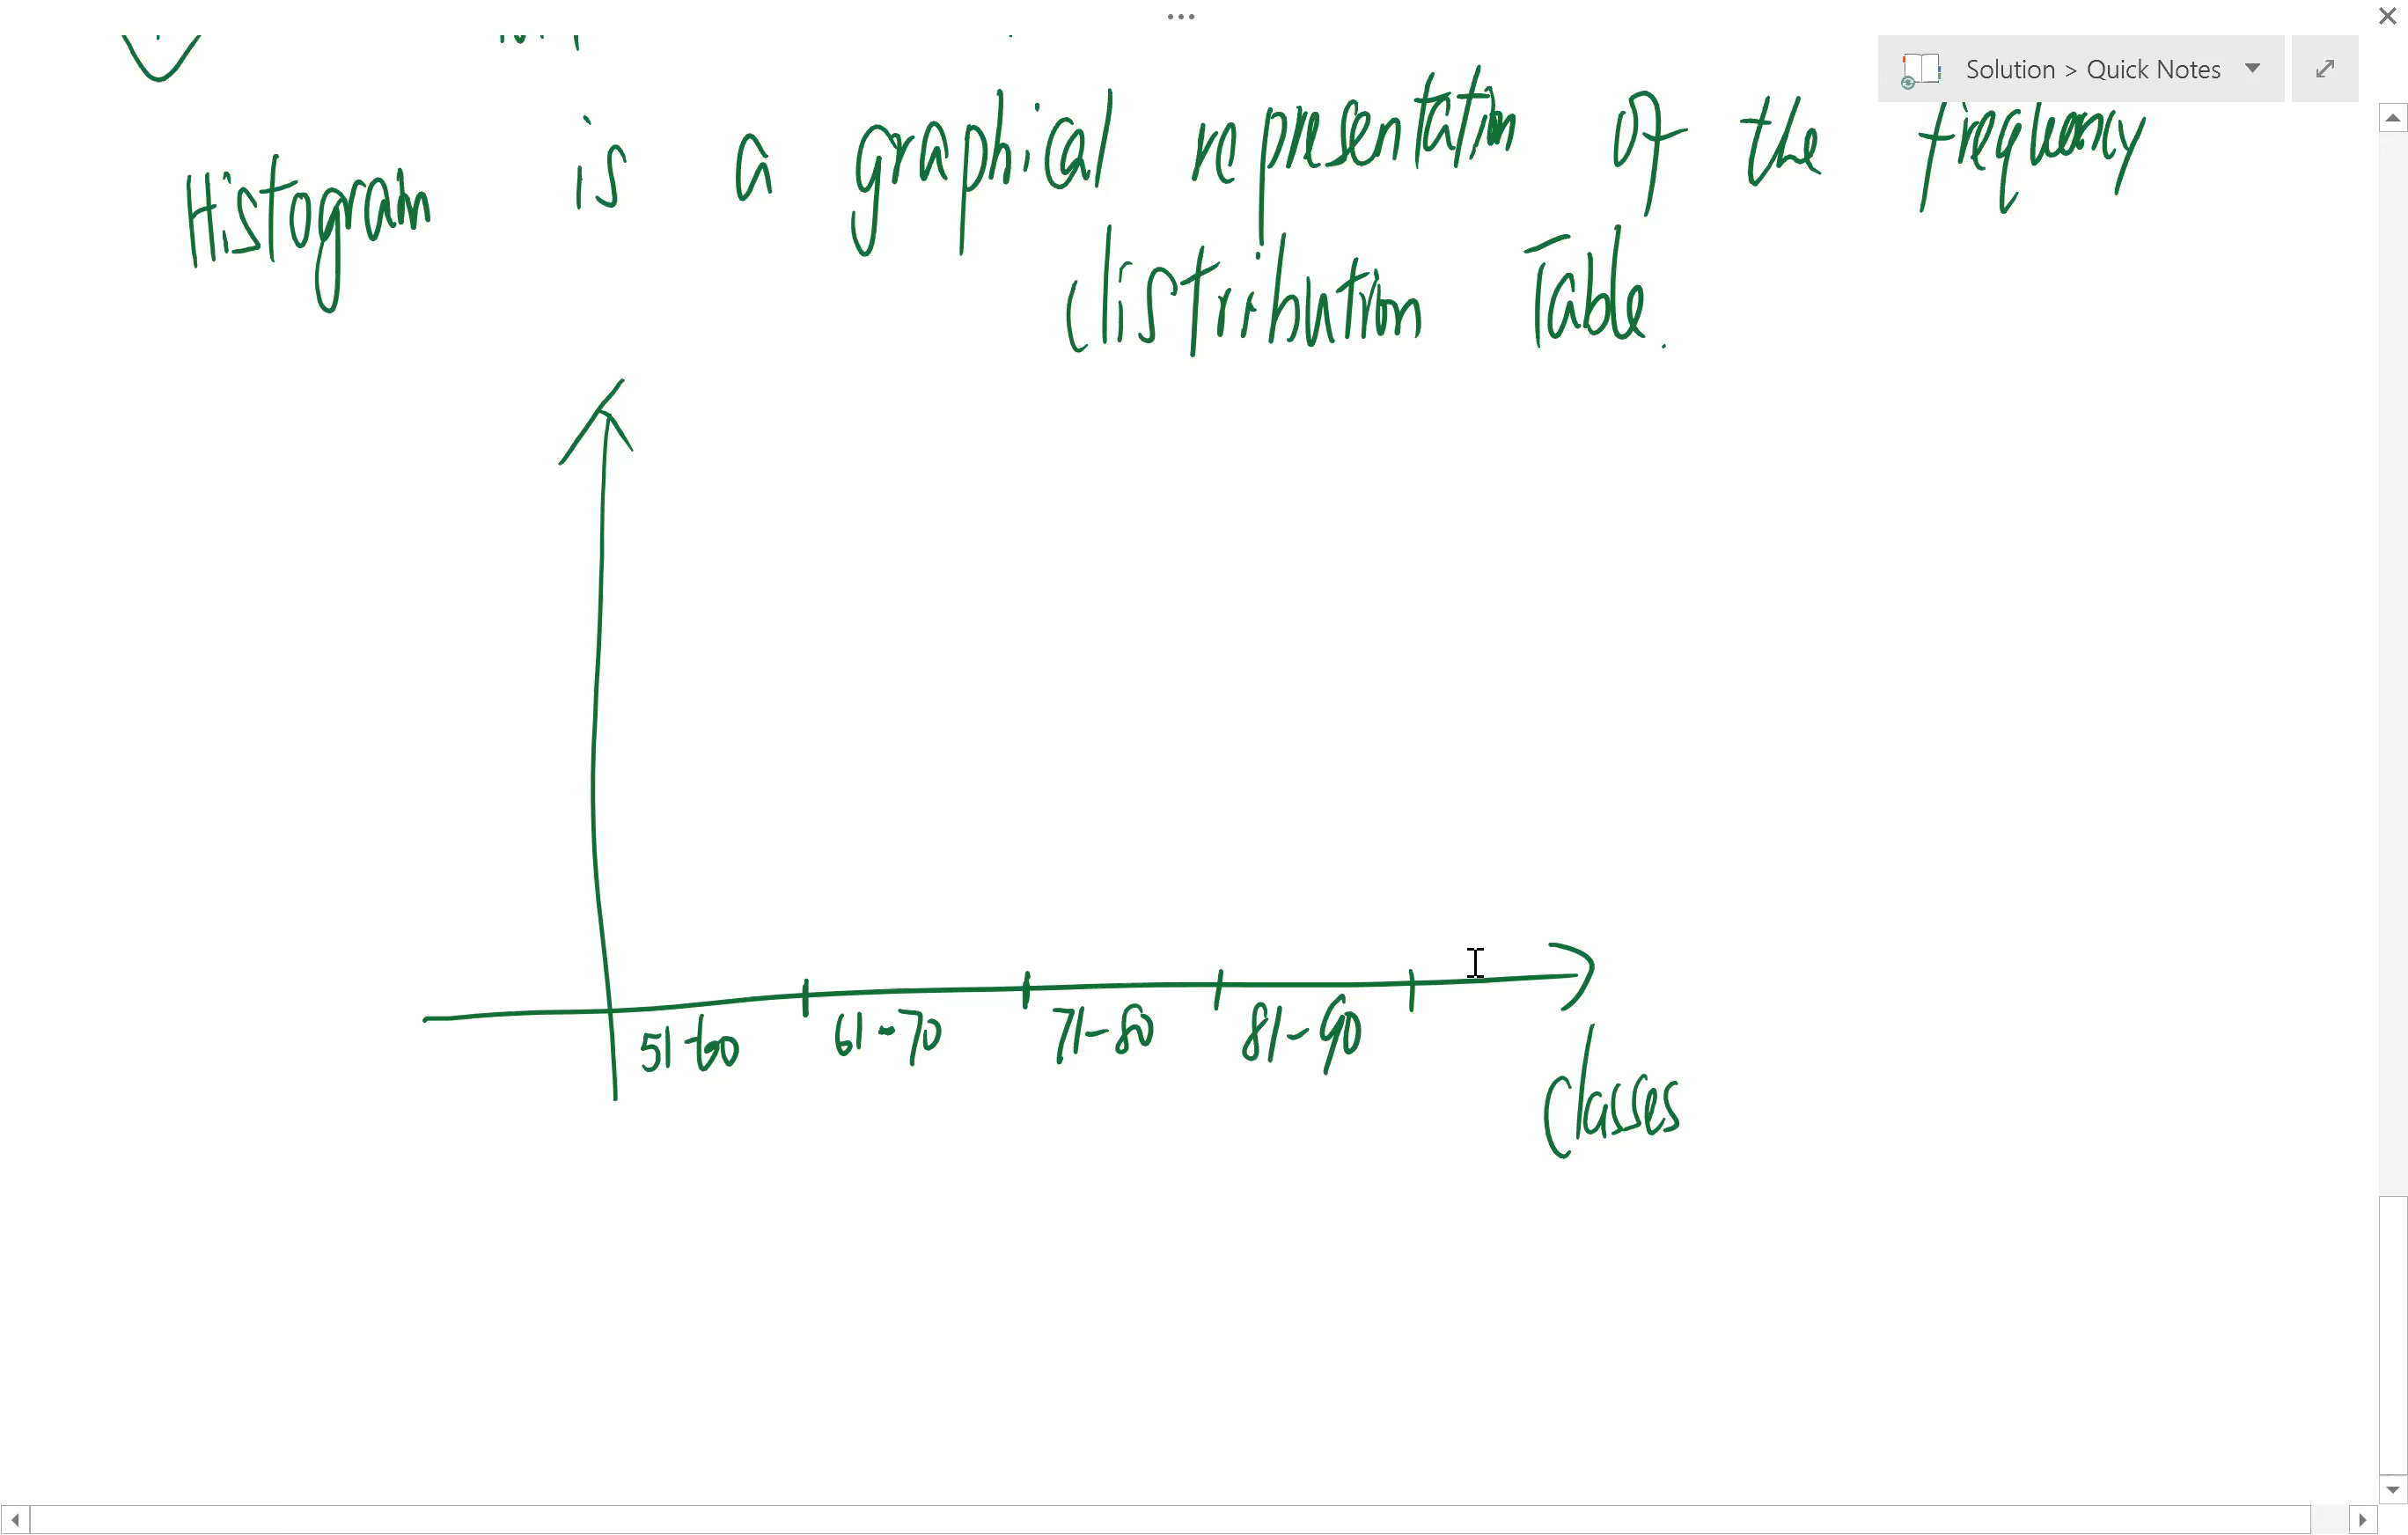 Solution > Quick Notes
Histogram is a graphical representation of the frequency
distribution Table.
51-60 61-70 71-80 81-90
Classes